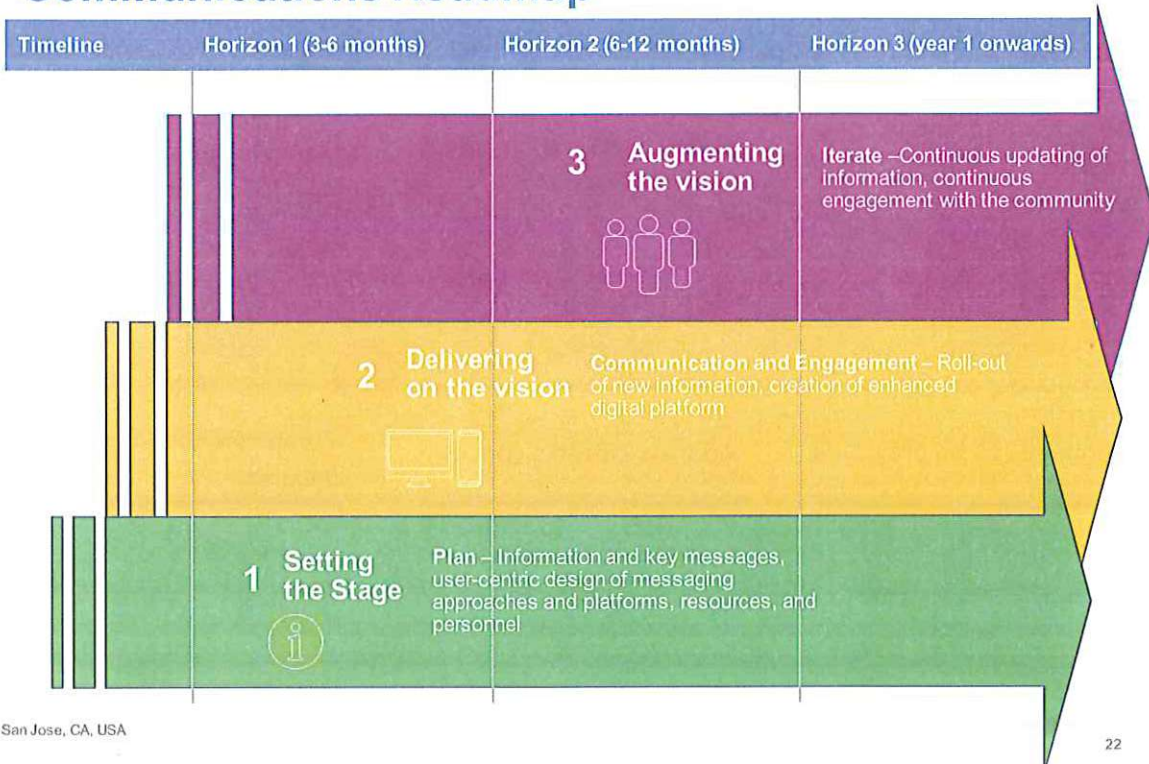 Communications Roadmap
Timeline
Horizon 1 (3-6 months)
Horizon 2 (6-12 months)
Horizon 3 (year 1 onwards)
3
Augmenting
the vision
Iterate –Continuous updating of
information, continuous
engagement with the community
2
Delivering
on the vision
Communication and Engagement – Roll-out
of new information, creation of enhanced
digital platform
1
Setting
the Stage
i
Plan – Information and key messages,
user-centric design of messaging
approaches and platforms, resources, and
personnel
San Jose, CA, USA
22